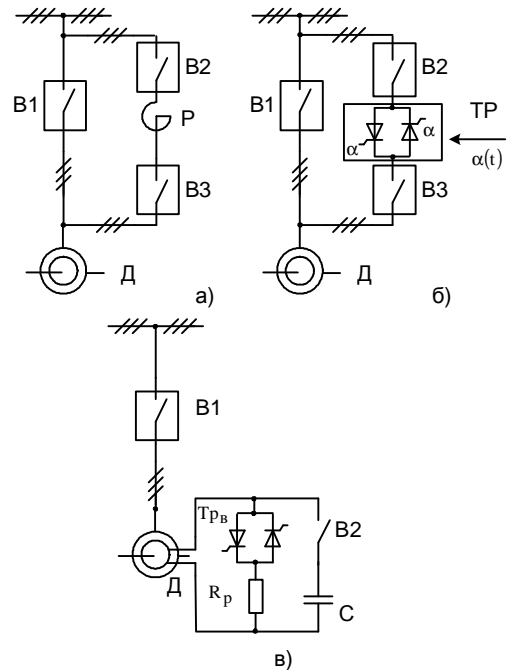 В2
В1
Р
В3
Д
а)
В2
В1
ТР
α
α
α(t)
В3
Д
б)
В1
Трв
В2
Д
Rр
С
в)